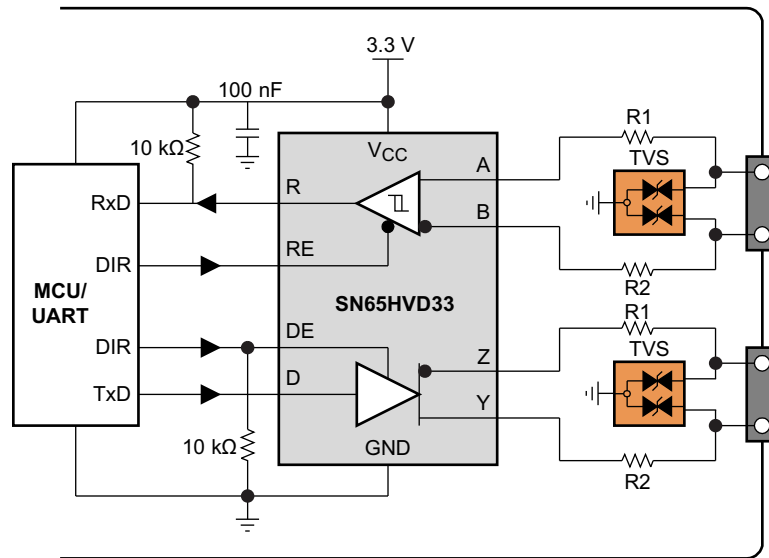 3.3 V
100 nF
10 kΩ
V_CC
R1
TVS
A
R
RxD
B
DIR
RE
R2
MCU/
UART
SN65HVD33
R1
DIR
DE
TVS
Z
TxD
D
Y
10 kΩ
GND
R2